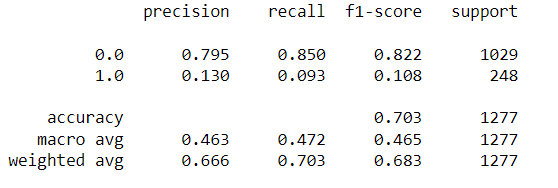 precision recall f1-score support
0.0 0.795 0.850 0.822 1029
1.0 0.130 0.093 0.108 248
accuracy 0.703 1277
macro avg 0.463 0.472 0.465 1277
weighted avg 0.666 0.703 0.683 1277